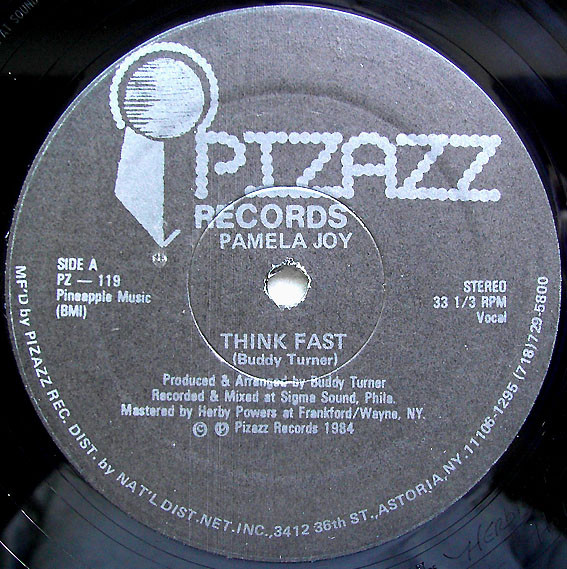 PIZAZZ
RECORDS
PAMELA JOY
SIDE A
PZ — 119
Pineapple Music
(BMI)
STEREO
33 1/3 RPM
Vocal
THINK FAST
(Buddy Turner)
Produced & Arranged by Buddy Turner
Recorded & Mixed at Sigma Sound, Phila.
Mastered by Herby Powers at Frankford/Wayne, NY.
© ℗ Pizazz Records 1984
MF'D by PIZAZZ REC. DIST. by NAT'L DIST. NET. INC., 3412 36th ST., ASTORIA, NY. 11106-1295 (718) 729-5800